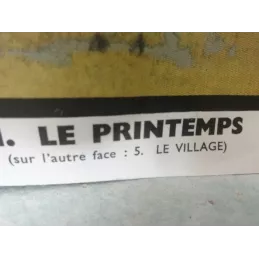 LE PRINTEMPS
(sur l'autre face : 5. LE VILLAGE)